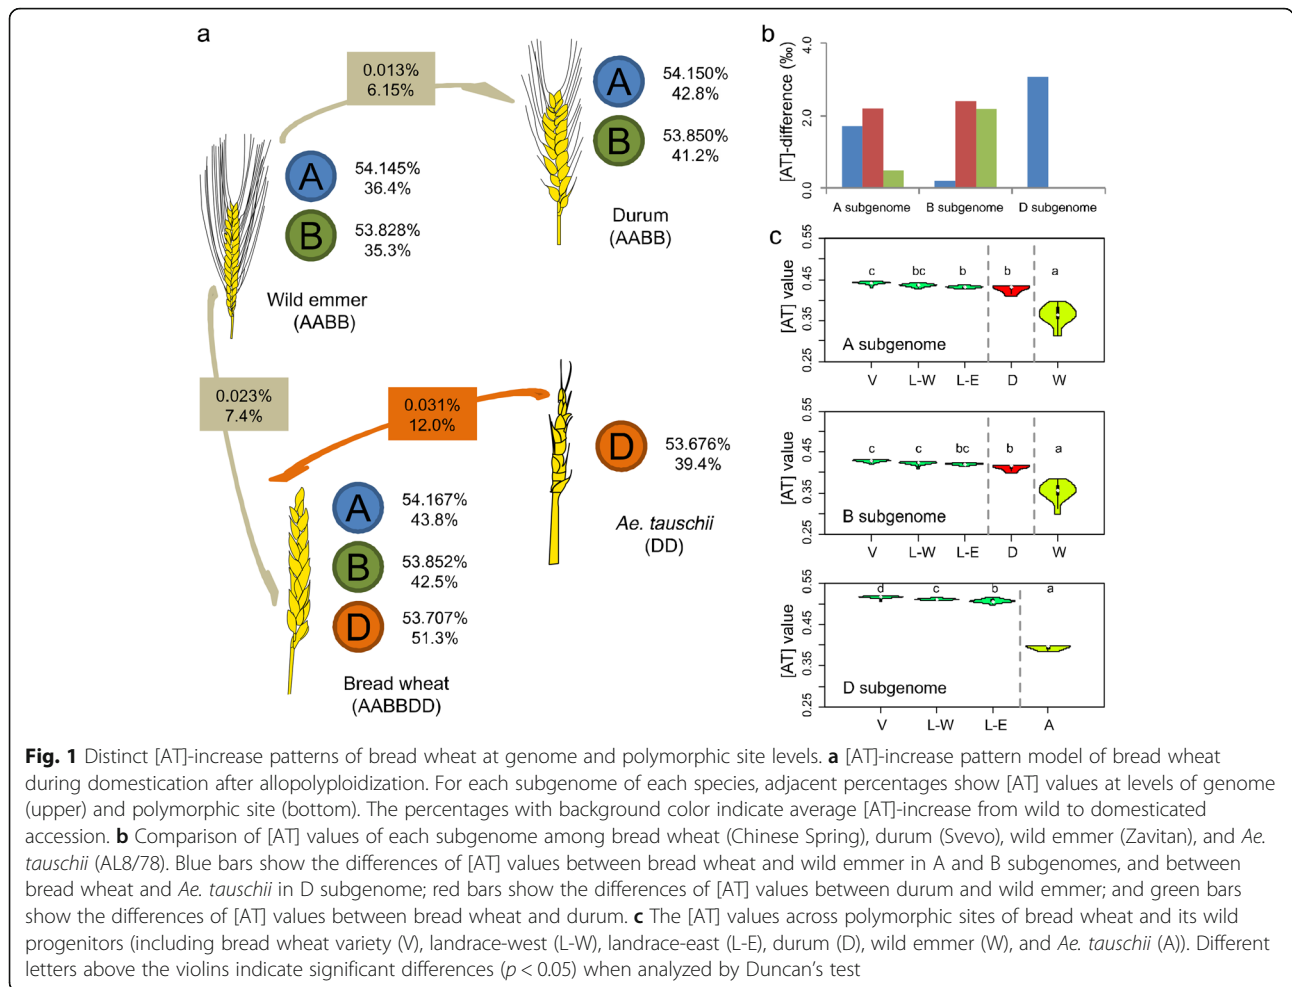 a
0.013%
6.15%
A
54.150%
42.8%
B
53.850%
41.2%
Durum
(AABB)
A
54.145%
36.4%
B
53.828%
35.3%
Wild emmer
(AABB)
0.023%
7.4%
0.031%
12.0%
D
53.676%
39.4%
Ae. tauschii
(DD)
A
54.167%
43.8%
B
53.852%
42.5%
D
53.707%
51.3%
Bread wheat
(AABBDD)
b
[AT]-difference (‰)
4.0
2.0
0.0
A subgenome B subgenome D subgenome
c
[AT] value
0.55
0.45
0.35
0.25
c bc b b a
A subgenome
V L-W L-E D W
[AT] value
0.55
0.45
0.35
0.25
c c bc b a
B subgenome
V L-W L-E D W
[AT] value
0.55
0.45
0.35
0.25
d c b a
D subgenome
V L-W L-E A
Fig. 1 Distinct [AT]-increase patterns of bread wheat at genome and polymorphic site levels. a [AT]-increase pattern model of bread wheat
during domestication after allopolyploidization. For each subgenome of each species, adjacent percentages show [AT] values at levels of genome
(upper) and polymorphic site (bottom). The percentages with background color indicate average [AT]-increase from wild to domesticated
accession. b Comparison of [AT] values of each subgenome among bread wheat (Chinese Spring), durum (Svevo), wild emmer (Zavitan), and Ae.
tauschii (AL8/78). Blue bars show the differences of [AT] values between bread wheat and wild emmer in A and B subgenomes, and between
bread wheat and Ae. tauschii in D subgenome; red bars show the differences of [AT] values between durum and wild emmer; and green bars
show the differences of [AT] values between bread wheat and durum. c The [AT] values across polymorphic sites of bread wheat and its wild
progenitors (including bread wheat variety (V), landrace-west (L-W), landrace-east (L-E), durum (D), wild emmer (W), and Ae. tauschii (A)). Different
letters above the violins indicate significant differences (p < 0.05) when analyzed by Duncan's test